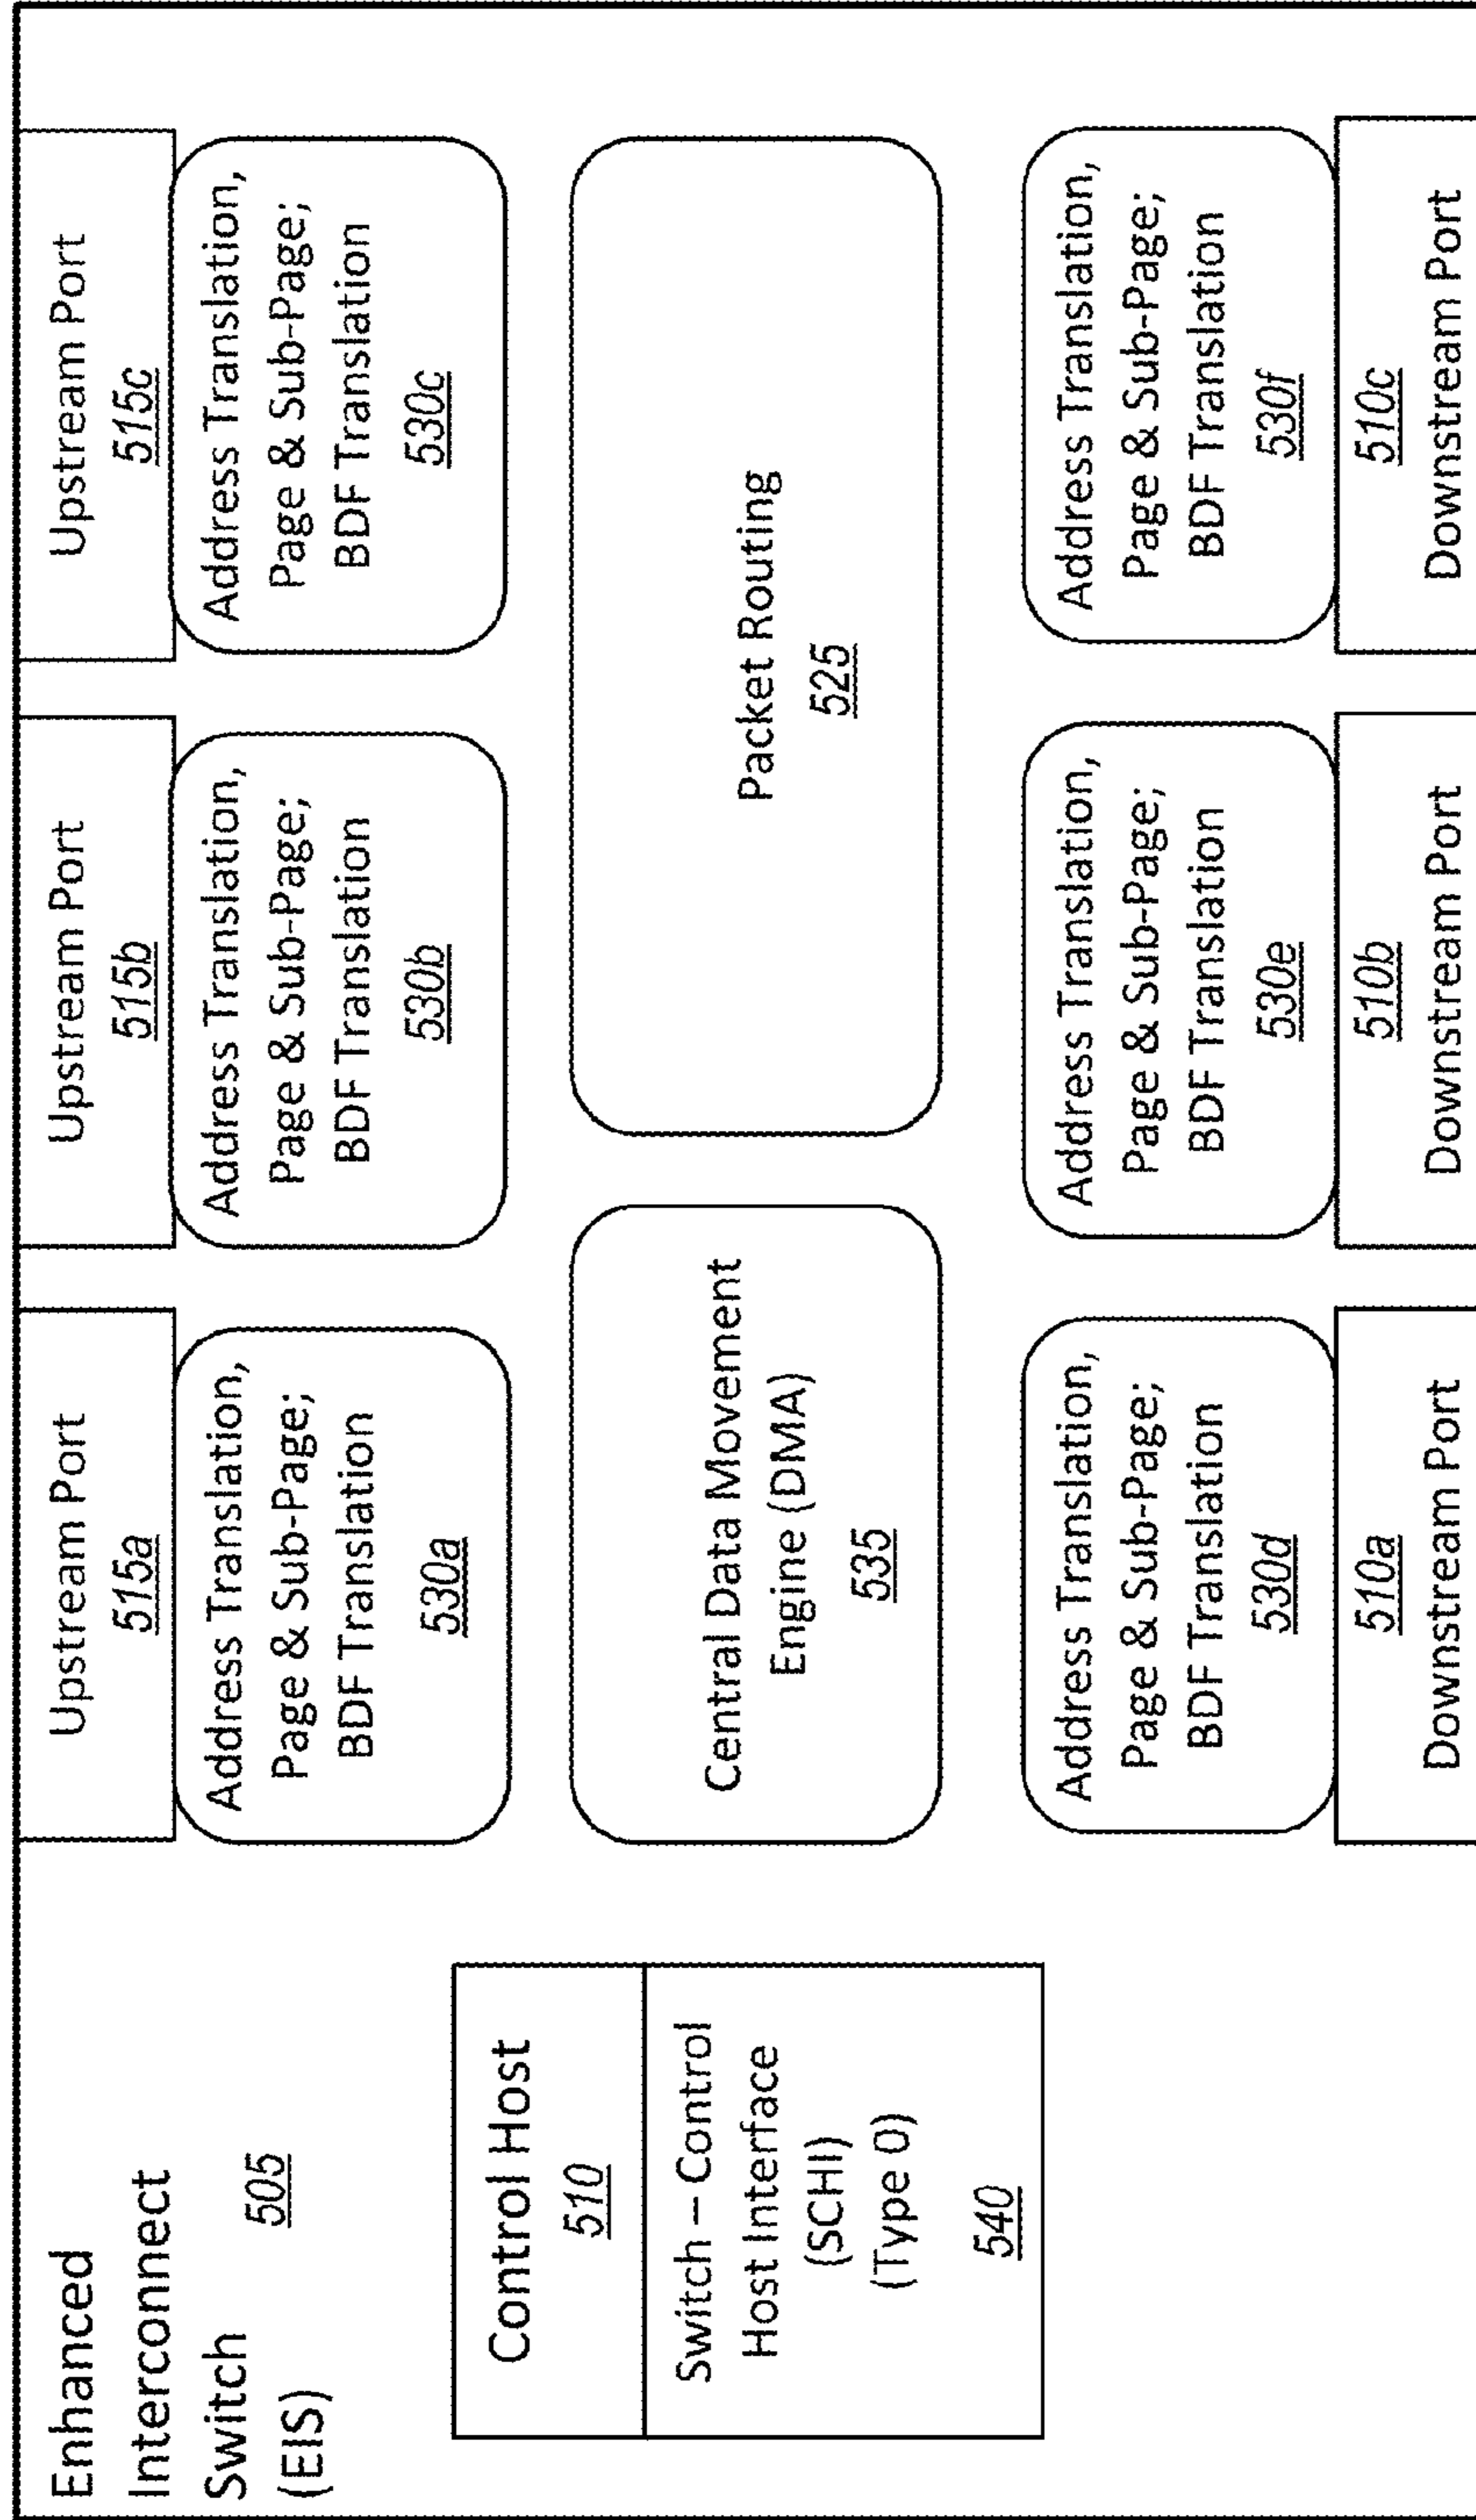 Enhanced
Interconnect
Switch 505
(EIS)
Control Host
510
Switch – Control
Host Interface
(SCHI)
(Type 0)
540
Upstream Port
515a
Address Translation,
Page & Sub-Page;
BDF Translation
530a
Upstream Port
515b
Address Translation,
Page & Sub-Page;
BDF Translation
530b
Upstream Port
515c
Address Translation,
Page & Sub-Page;
BDF Translation
530c
Central Data Movement
Engine (DMA)
535
Packet Routing
525
Address Translation,
Page & Sub-Page;
BDF Translation
530d
510a
Downstream Port
Address Translation,
Page & Sub-Page;
BDF Translation
530e
510b
Downstream Port
Address Translation,
Page & Sub-Page;
BDF Translation
530f
510c
Downstream Port